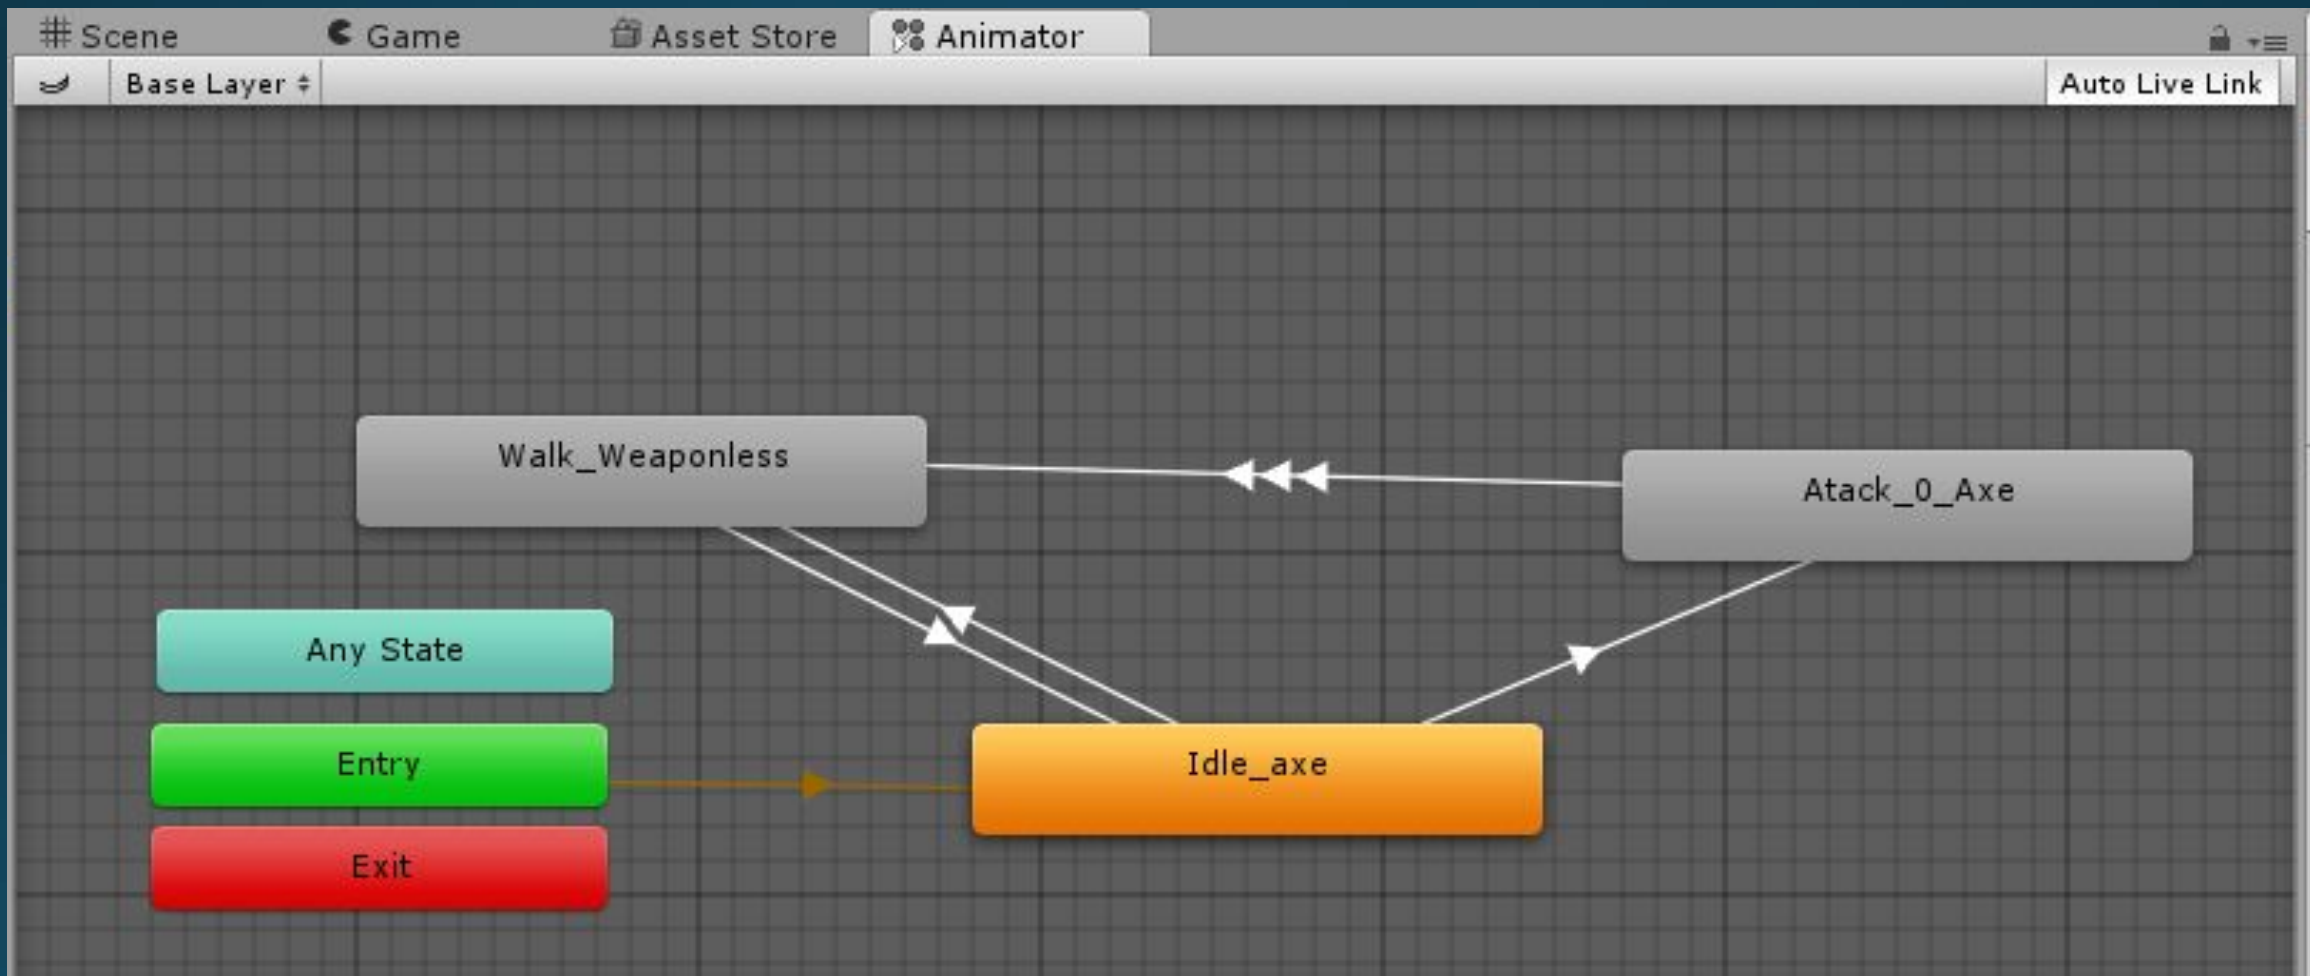 Scene
Game
Asset Store
Animator
Base Layer
Auto Live Link
Walk_Weaponless
Atack_0_Axe
Any State
Entry
Idle_axe
Exit